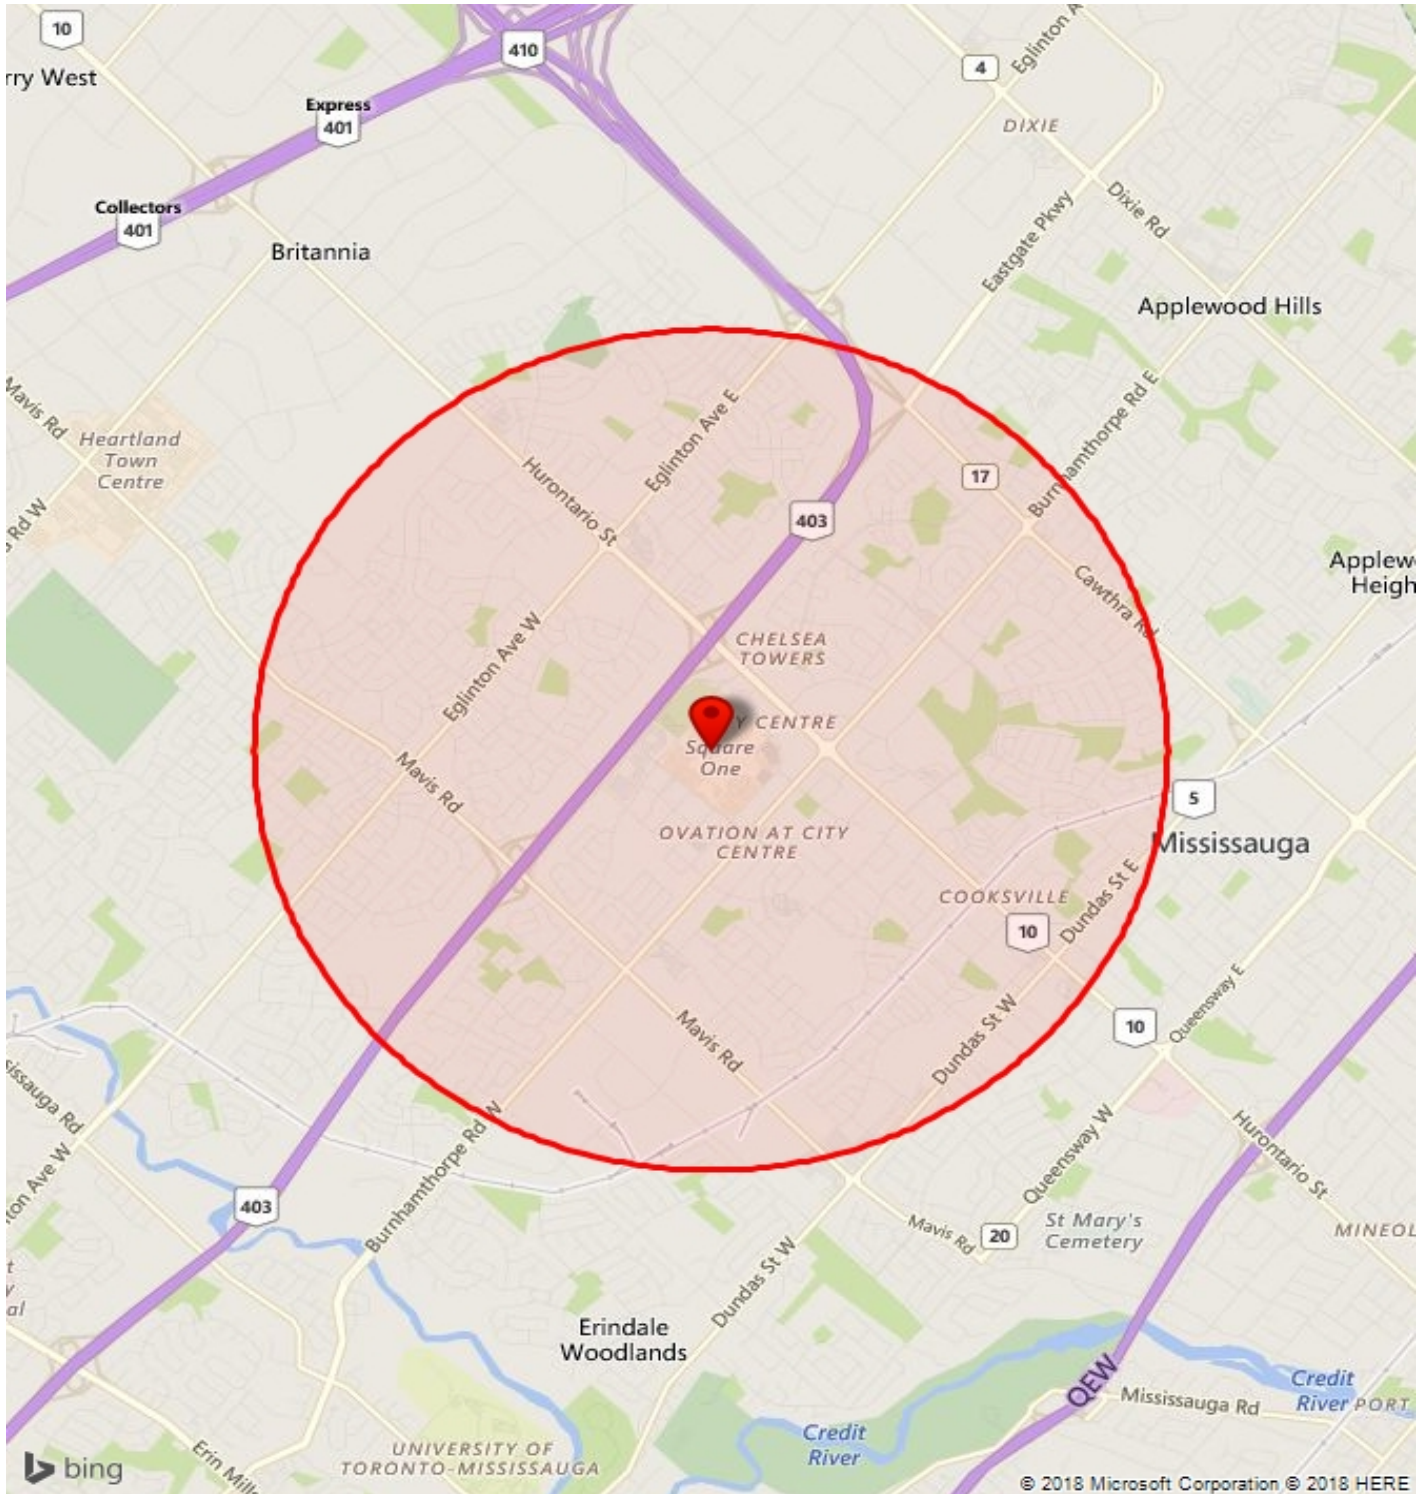 10
410
4
Eglinton A
rry West
Express
401
DIXIE
Collectors
401
Dixie Rd
Eastgate Pkwy
Britannia
Applewood Hills
Mavis Rd
Heartland
Town
Centre
Eglinton Ave E
Burnhamthorpe Rd E
Hurontario St
17
Rd W
403
Applew
Heigh
Cawthra Rd
CHELSEA
TOWERS
Eglinton Ave W
Y CENTRE
Square
One
Mavis Rd
5
OVATION AT CITY
CENTRE
Mississauga
COOKSVILLE
Dundas St E
10
Queensway E
10
Mavis Rd
Dundas St W
sissauga Rd
Burnhamthorpe Rd W
Queensway W
Hurontario St
ton Ave W
403
Mavis Rd
20
St Mary's
Cemetery
MINEOL
t
y
al
Dundas St W
Erindale
Woodlands
QEW
Mississauga Rd
Credit
River
PORT
Credit
River
Erin Mills
UNIVERSITY OF
TORONTO-MISSISSAUGA
bing
© 2018 Microsoft Corporation © 2018 HERE